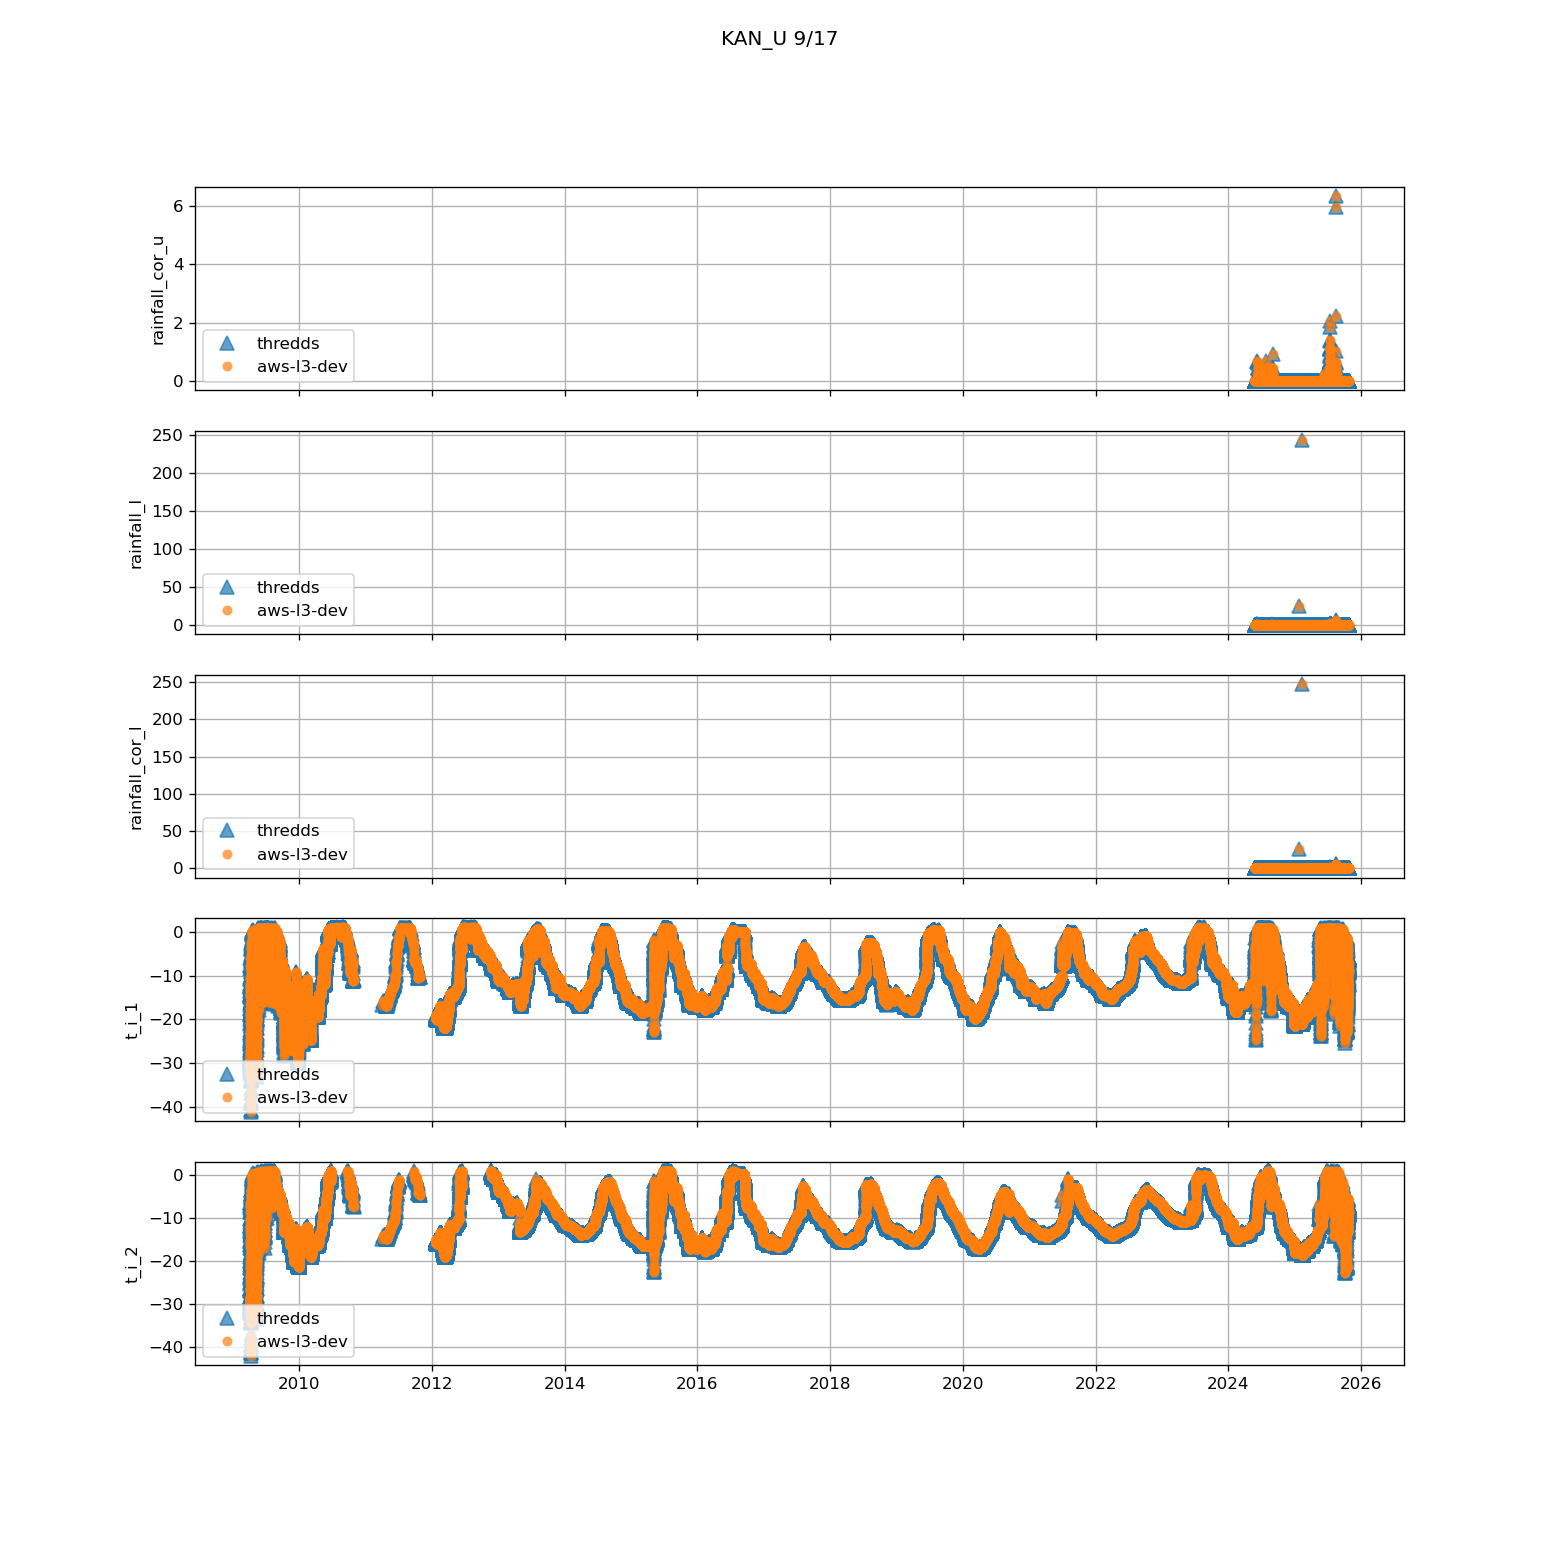 KAN_U 9/17
rainfall_cor_u
6
4
2
0
thredds
aws-l3-dev
rainfall_l
250
200
150
100
50
0
thredds
aws-l3-dev
rainfall_cor_l
250
200
150
100
50
0
thredds
aws-l3-dev
t_i_1
0
−10
−20
−30
−40
thredds
aws-l3-dev
t_i_2
0
−10
−20
−30
−40
thredds
aws-l3-dev
2010 2012 2014 2016 2018 2020 2022 2024 2026